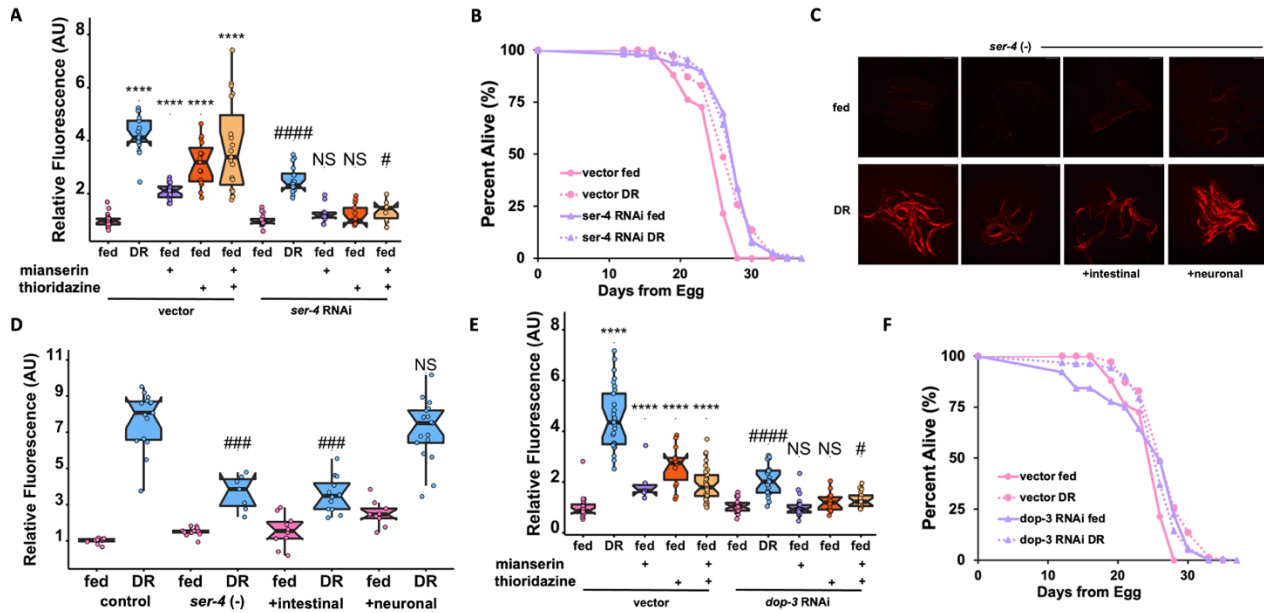 A
Relative Fluorescence (AU)
8
6
4
2
****
****
****
****
####
NS
NS
#
fed DR fed fed fed fed DR fed fed fed
mianserin + + + +
thioridazine + + + +
vector ser-4 RNAi
B
Percent Alive (%)
100
75
50
25
0
vector fed
vector DR
ser-4 RNAi fed
ser-4 RNAi DR
0 10 20 30
Days from Egg
C
ser-4 (-)
fed
DR
+intestinal +neuronal
D
Relative Fluorescence (AU)
11
9
7
5
3
1
###
###
NS
fed DR fed DR fed DR fed DR
control ser-4 (-) +intestinal +neuronal
E
Relative Fluorescence (AU)
8
6
4
2
0
****
****
****
****
####
NS
NS
#
fed DR fed fed fed fed DR fed fed fed
mianserin + + + +
thioridazine + + + +
vector dop-3 RNAi
F
Percent Alive (%)
100
75
50
25
0
vector fed
vector DR
dop-3 RNAi fed
dop-3 RNAi DR
0 10 20 30
Days from Egg